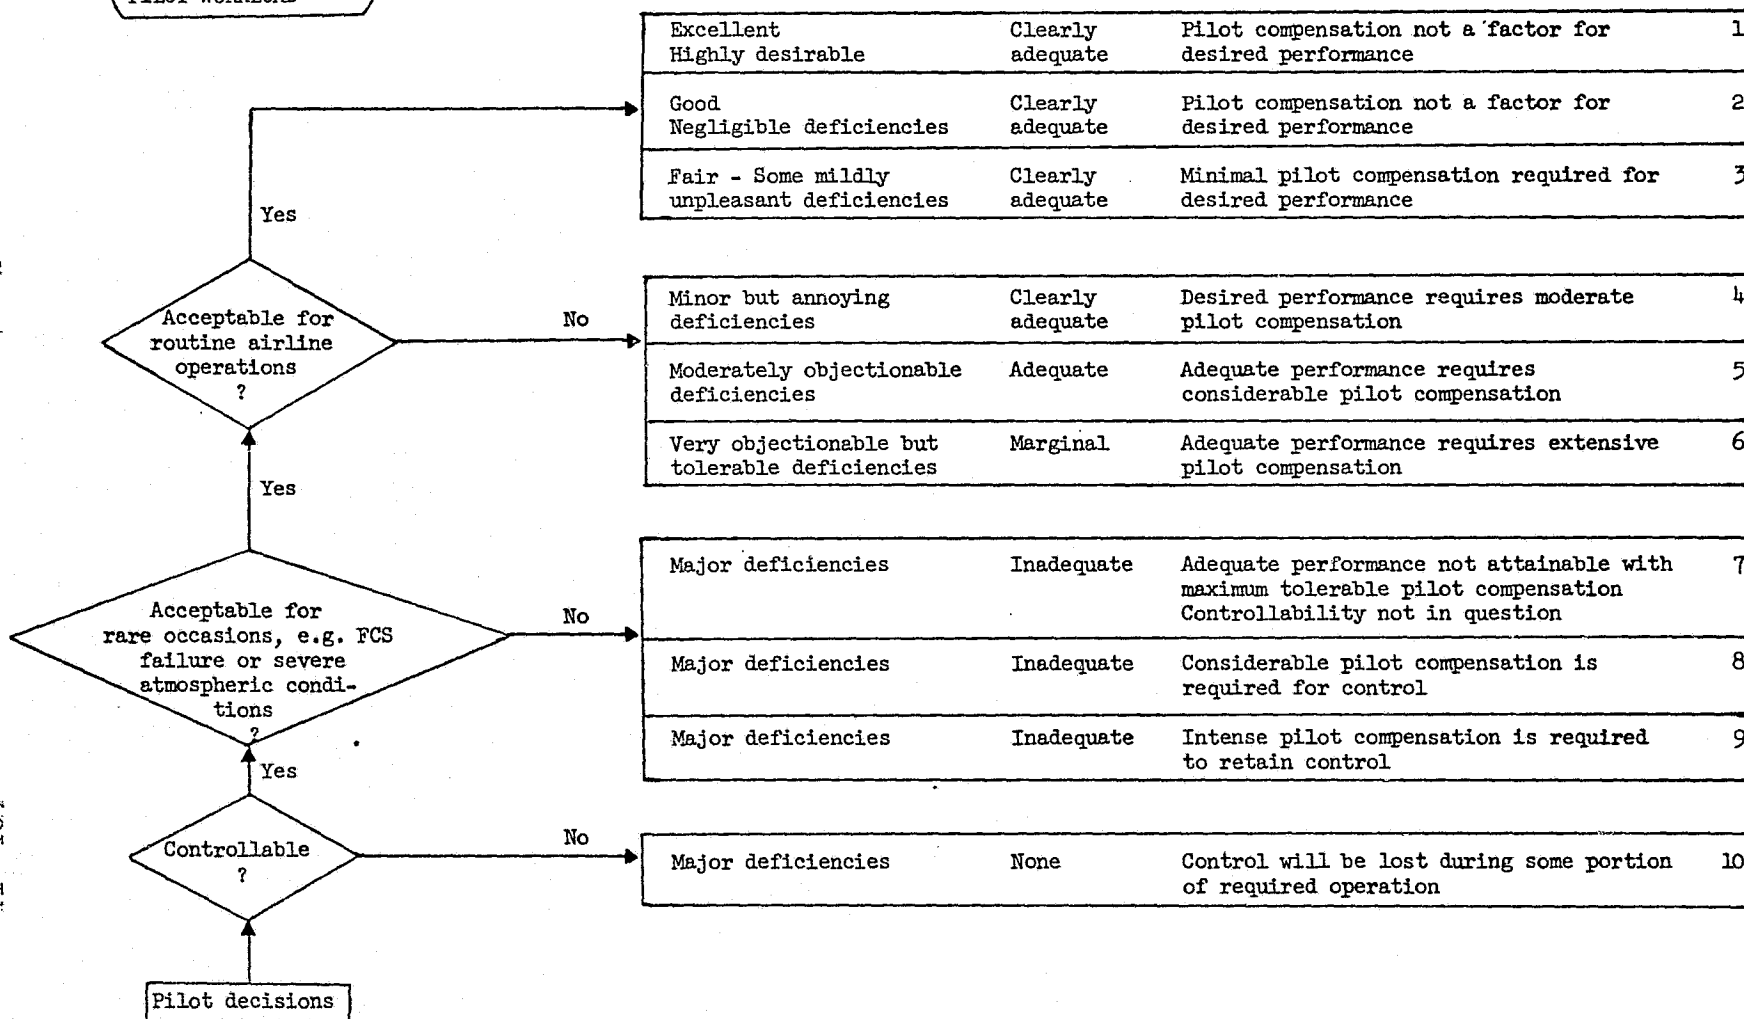 Excellent Clearly Pilot compensation not a factor for 1
Highly desirable adequate desired performance
Good Clearly Pilot compensation not a factor for 2
Negligible deficiencies adequate desired performance
Fair - Some mildly Clearly Minimal pilot compensation required for 3
unpleasant deficiencies adequate desired performance
Yes
Acceptable for
routine airline
operations
?
No
Minor but annoying Clearly Desired performance requires moderate 4
deficiencies adequate pilot compensation
Moderately objectionable Adequate Adequate performance requires 5
deficiencies considerable pilot compensation
Very objectionable but Marginal Adequate performance requires extensive 6
tolerable deficiencies pilot compensation
Yes
Acceptable for
rare occasions, e.g. FCS
failure or severe
atmospheric condi-
tions
?
No
Major deficiencies Inadequate Adequate performance not attainable with 7
maximum tolerable pilot compensation
Controllability not in question
Major deficiencies Inadequate Considerable pilot compensation is 8
required for control
Major deficiencies Inadequate Intense pilot compensation is required 9
to retain control
Yes
Controllable
?
No
Major deficiencies None Control will be lost during some portion 10
of required operation
Pilot decisions